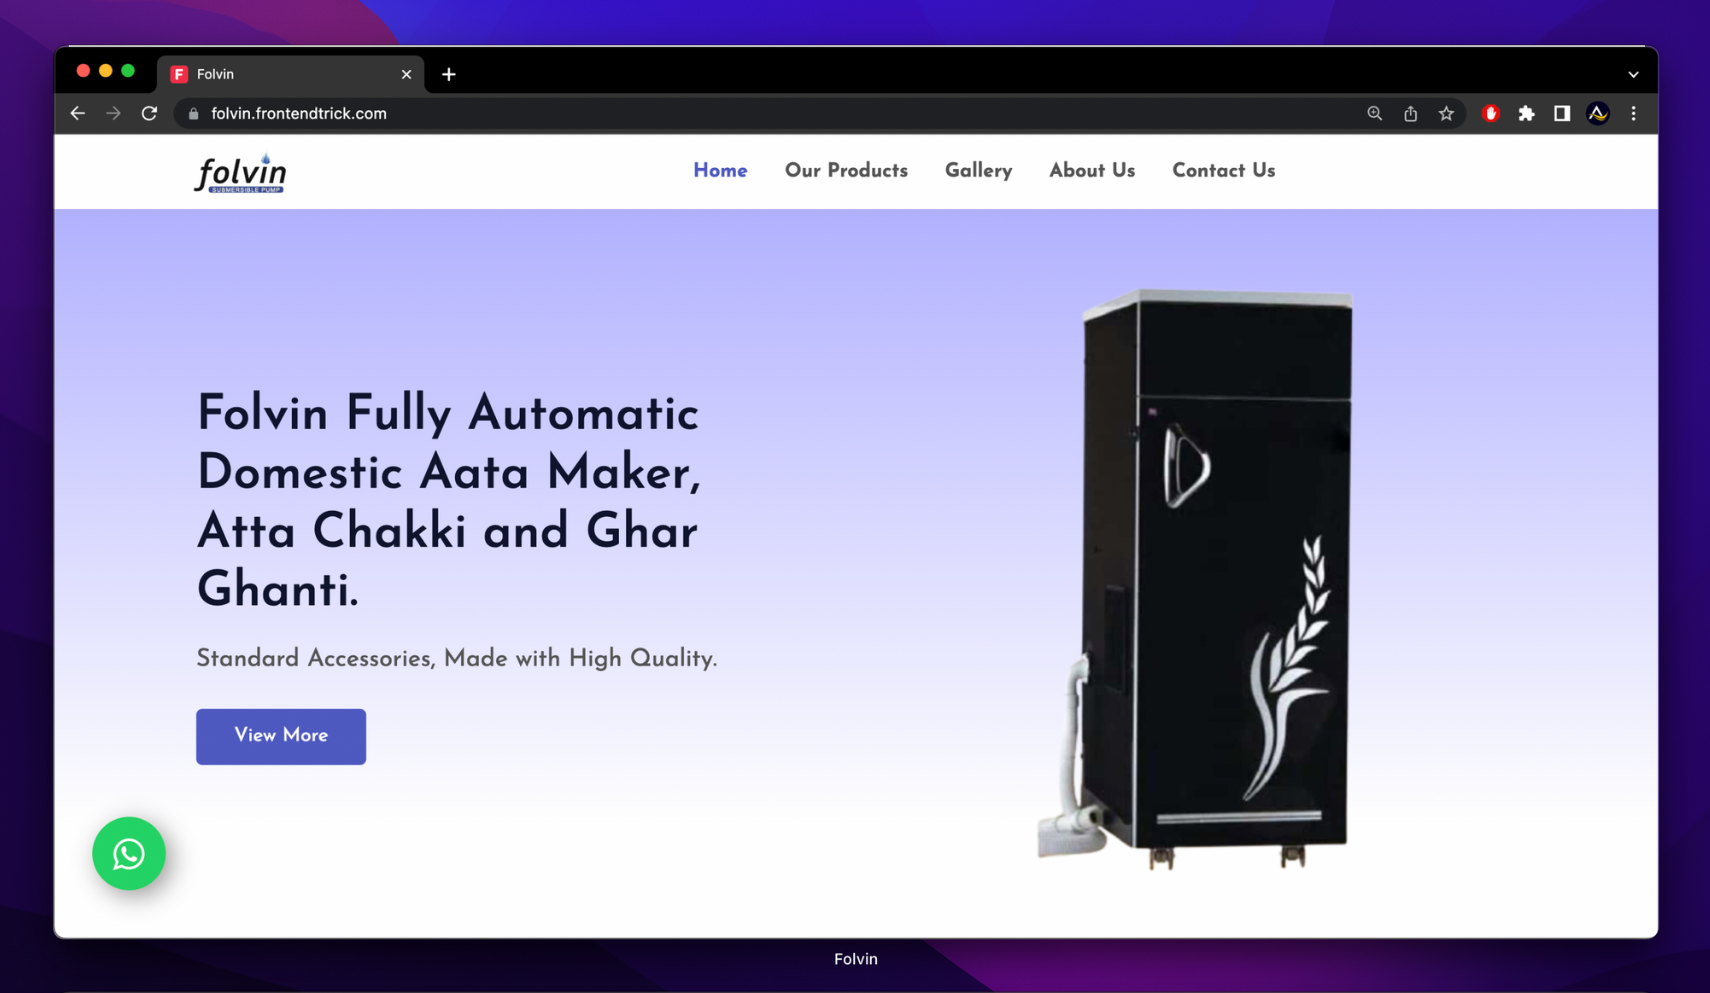 F Folvin
folvin.frontendtrick.com
folvin
SUBMERSIBLE PUMP
Home Our Products Gallery About Us Contact Us
Folvin Fully Automatic
Domestic Aata Maker,
Atta Chakki and Ghar
Ghanti.
Standard Accessories, Made with High Quality.
View More
Folvin